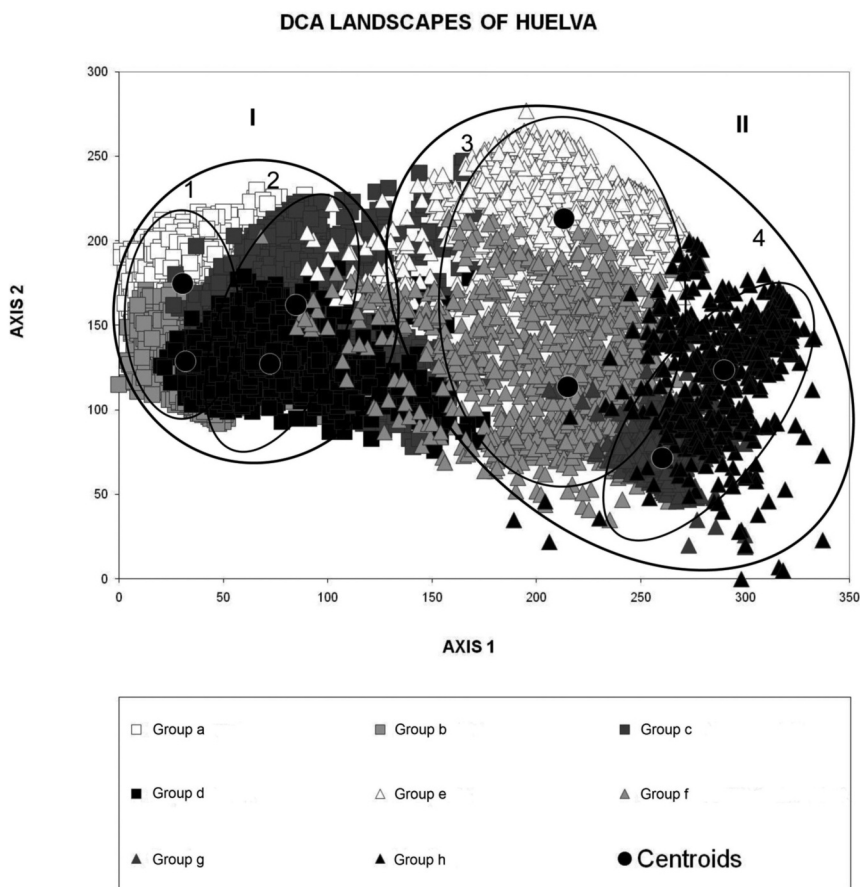 DCA LANDSCAPES OF HUELVA
300
250
200
150
100
50
0
AXIS 2
I
II
1
2
3
4
0 50 100 150 200 250 300 350
AXIS 1
Group a Group b Group c
Group d Group e Group f
Group g Group h Centroids